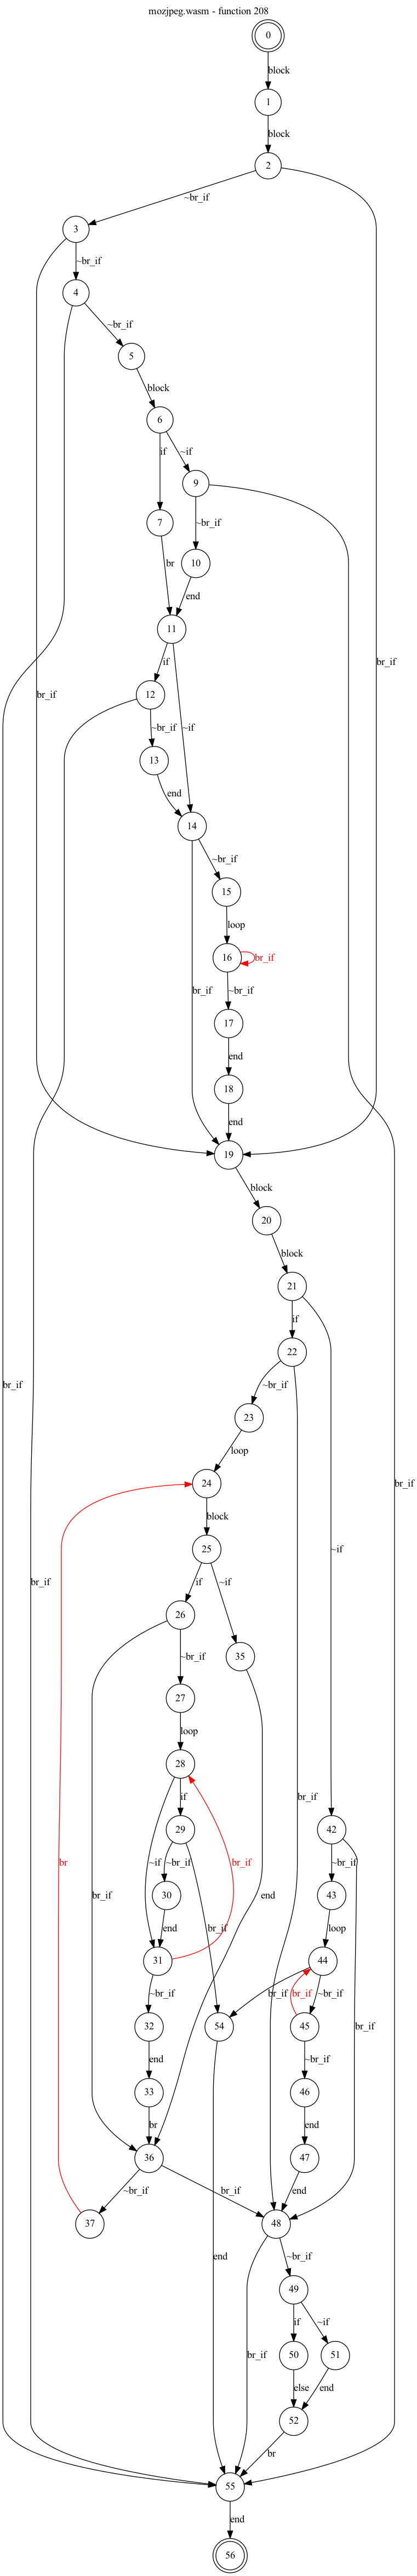 mozjpeg.wasm - function 208
0
block
1
block
2
~br_if
3
~br_if
4
~br_if
5
block
6
if
~if
9
7
~br_if
br
10
end
11
if
br_if
br_if
12
~br_if
~if
13
end
14
~br_if
15
loop
br_if
16
br_if
~br_if
17
end
18
end
19
block
20
block
21
br_if
if
br_if
22
~br_if
23
loop
24
block
~if
br_if
25
if
~if
26
35
~br_if
27
loop
28
br_if
if
42
29
~if
~br_if
br_if
~br_if
br
43
30
br_if
end
end
loop
br_if
31
44
br_if
br_if
~br_if
~br_if
br_if
32
54
45
end
~br_if
33
46
br
end
36
47
~br_if
br_if
end
37
48
end
~br_if
49
br_if
if
~if
50
51
else
end
52
br
55
end
56